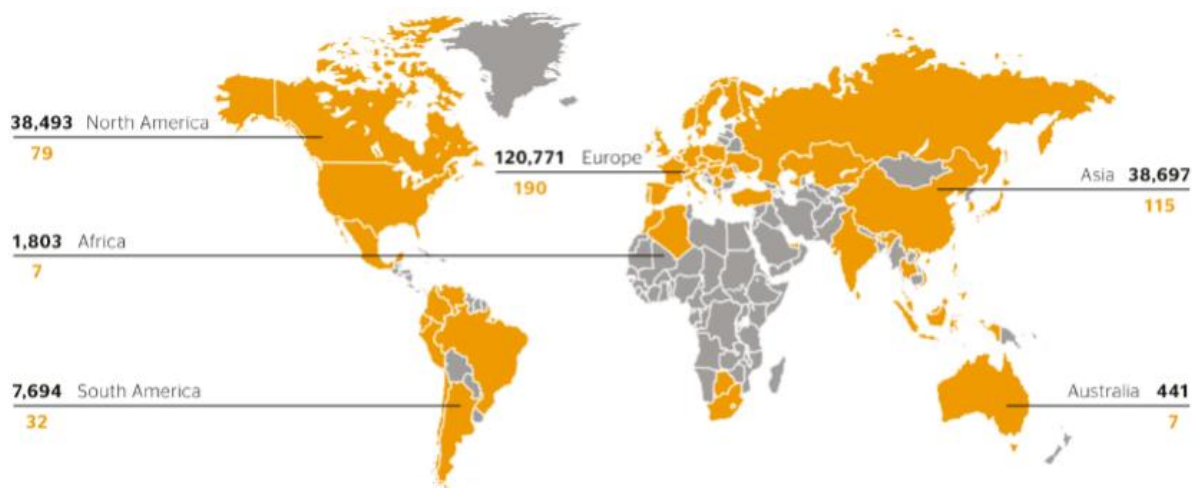 38,493 North America
79
120,771 Europe
190
Asia 38,697
115
1,803 Africa
7
7,694 South America
32
Australia 441
7